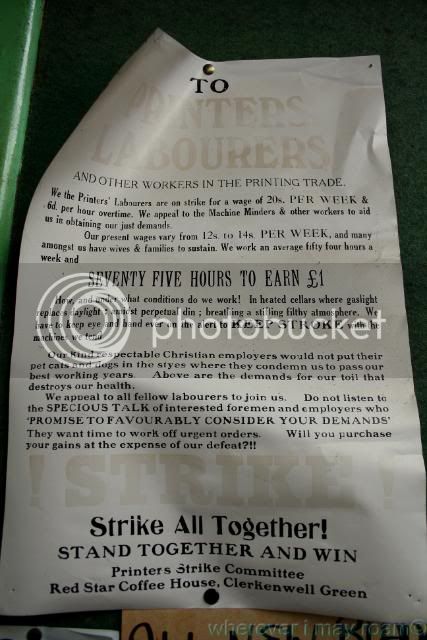 TO
PRINTERS
LABOURERS
AND OTHER WORKERS IN THE PRINTING TRADE.
We the Printers' Labourers are on strike for a wage of 20s. PER WEEK &
6d. per hour overtime. We appeal to the Machine Minders & other workers to aid
us in obtaining our just demands.
Our present wages vary from 12s. to 14s. PER WEEK, and many
amongst us have wives & families to sustain. We work an average fifty four hours a
week and
SEVENTY FIVE HOURS TO EARN £1
How, and under what conditions do we work! In heated cellars where gaslight
replaces daylight amidst perpetual din ; breathing a stifling filthy atmosphere. We
have to keep eye and hand ever on the alert to KEEP STROKE with the
machines we tend
Our kind respectable Christian employers would not put their
pet cats and dogs in the styes where they condemn us to pass our
best working years. Above are the demands for our toil that
destroys our health.
We appeal to all fellow labourers to join us. Do not listen to
the SPECIOUS TALK of interested foremen and employers who
'PROMISE TO FAVOURABLY CONSIDER YOUR DEMANDS'
They want time to work off urgent orders. Will you purchase
your gains at the expense of our defeat?!!
! STRIKE !
Strike All Together!
STAND TOGETHER AND WIN
Printers Strike Committee
Red Star Coffee House, Clerkenwell Green
photobucket
wherever i may roam©